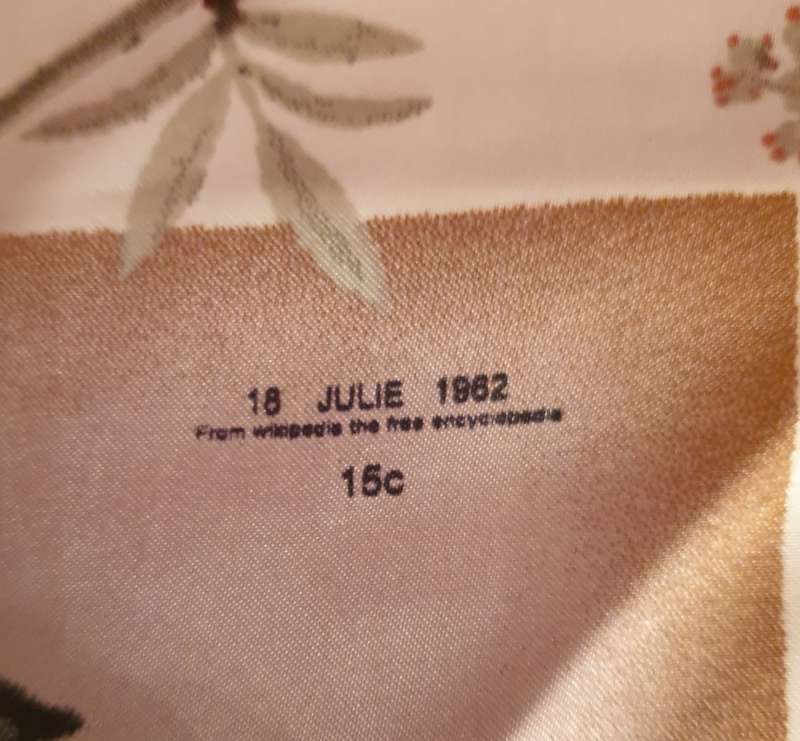 18 JULIE 1962
From wikipedia the free encyclopedia
15c